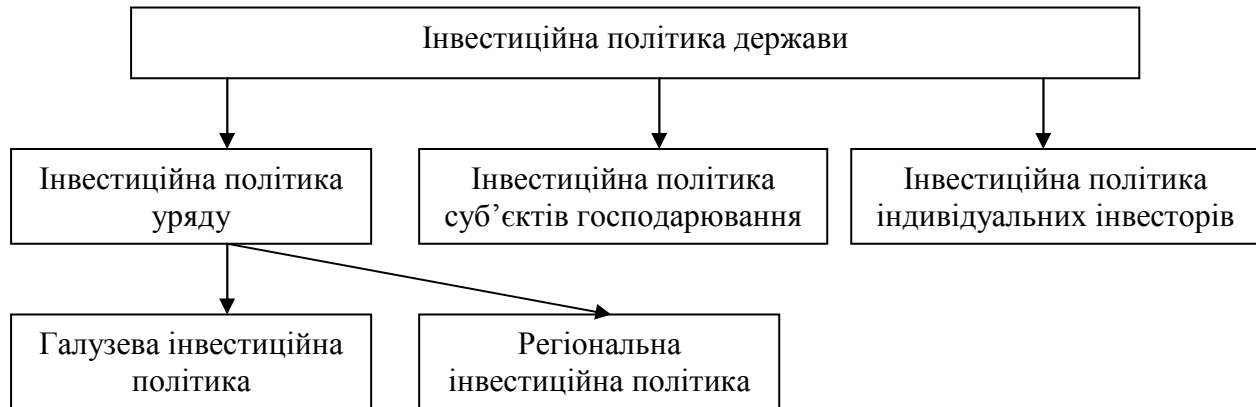 Інвестиційна політика держави
Інвестиційна політика
уряду
Інвестиційна політика
суб’єктів господарювання
Інвестиційна політика
індивідуальних інвесторів
Галузева інвестиційна
політика
Регіональна
інвестиційна політика